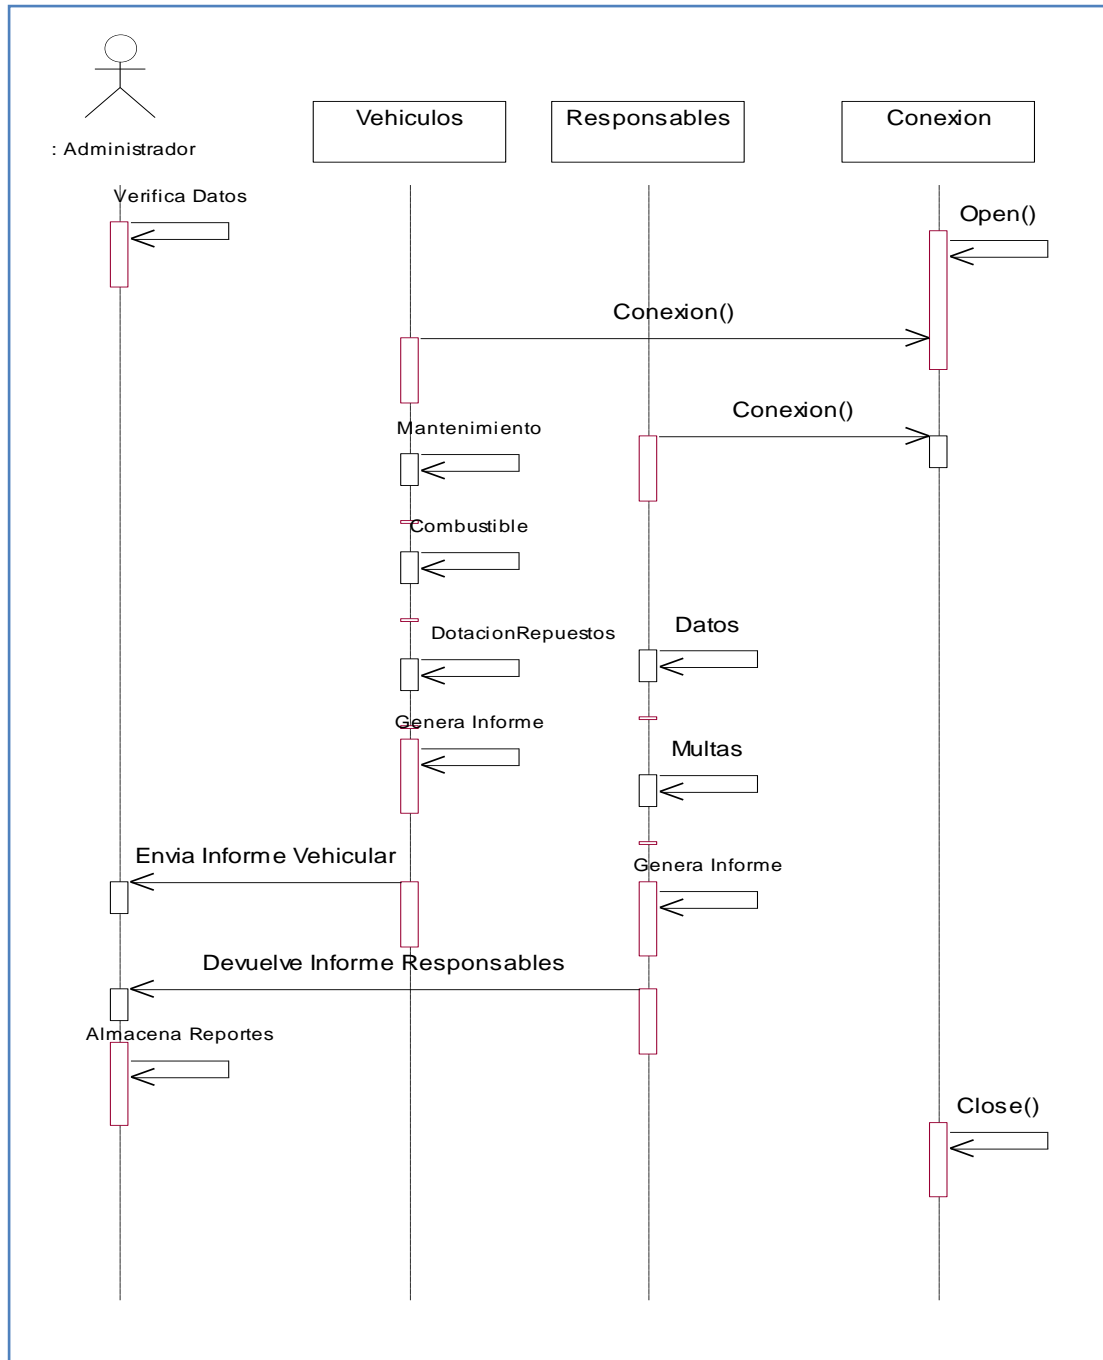 : Administrador
Vehiculos
Responsables
Conexion
Verifica Datos
Open()
Conexion()
Conexion()
Mantenimiento
Combustible
DotacionRepuestos
Datos
Genera Informe
Multas
Envia Informe Vehicular
Genera Informe
Devuelve Informe Responsables
Almacena Reportes
Close()